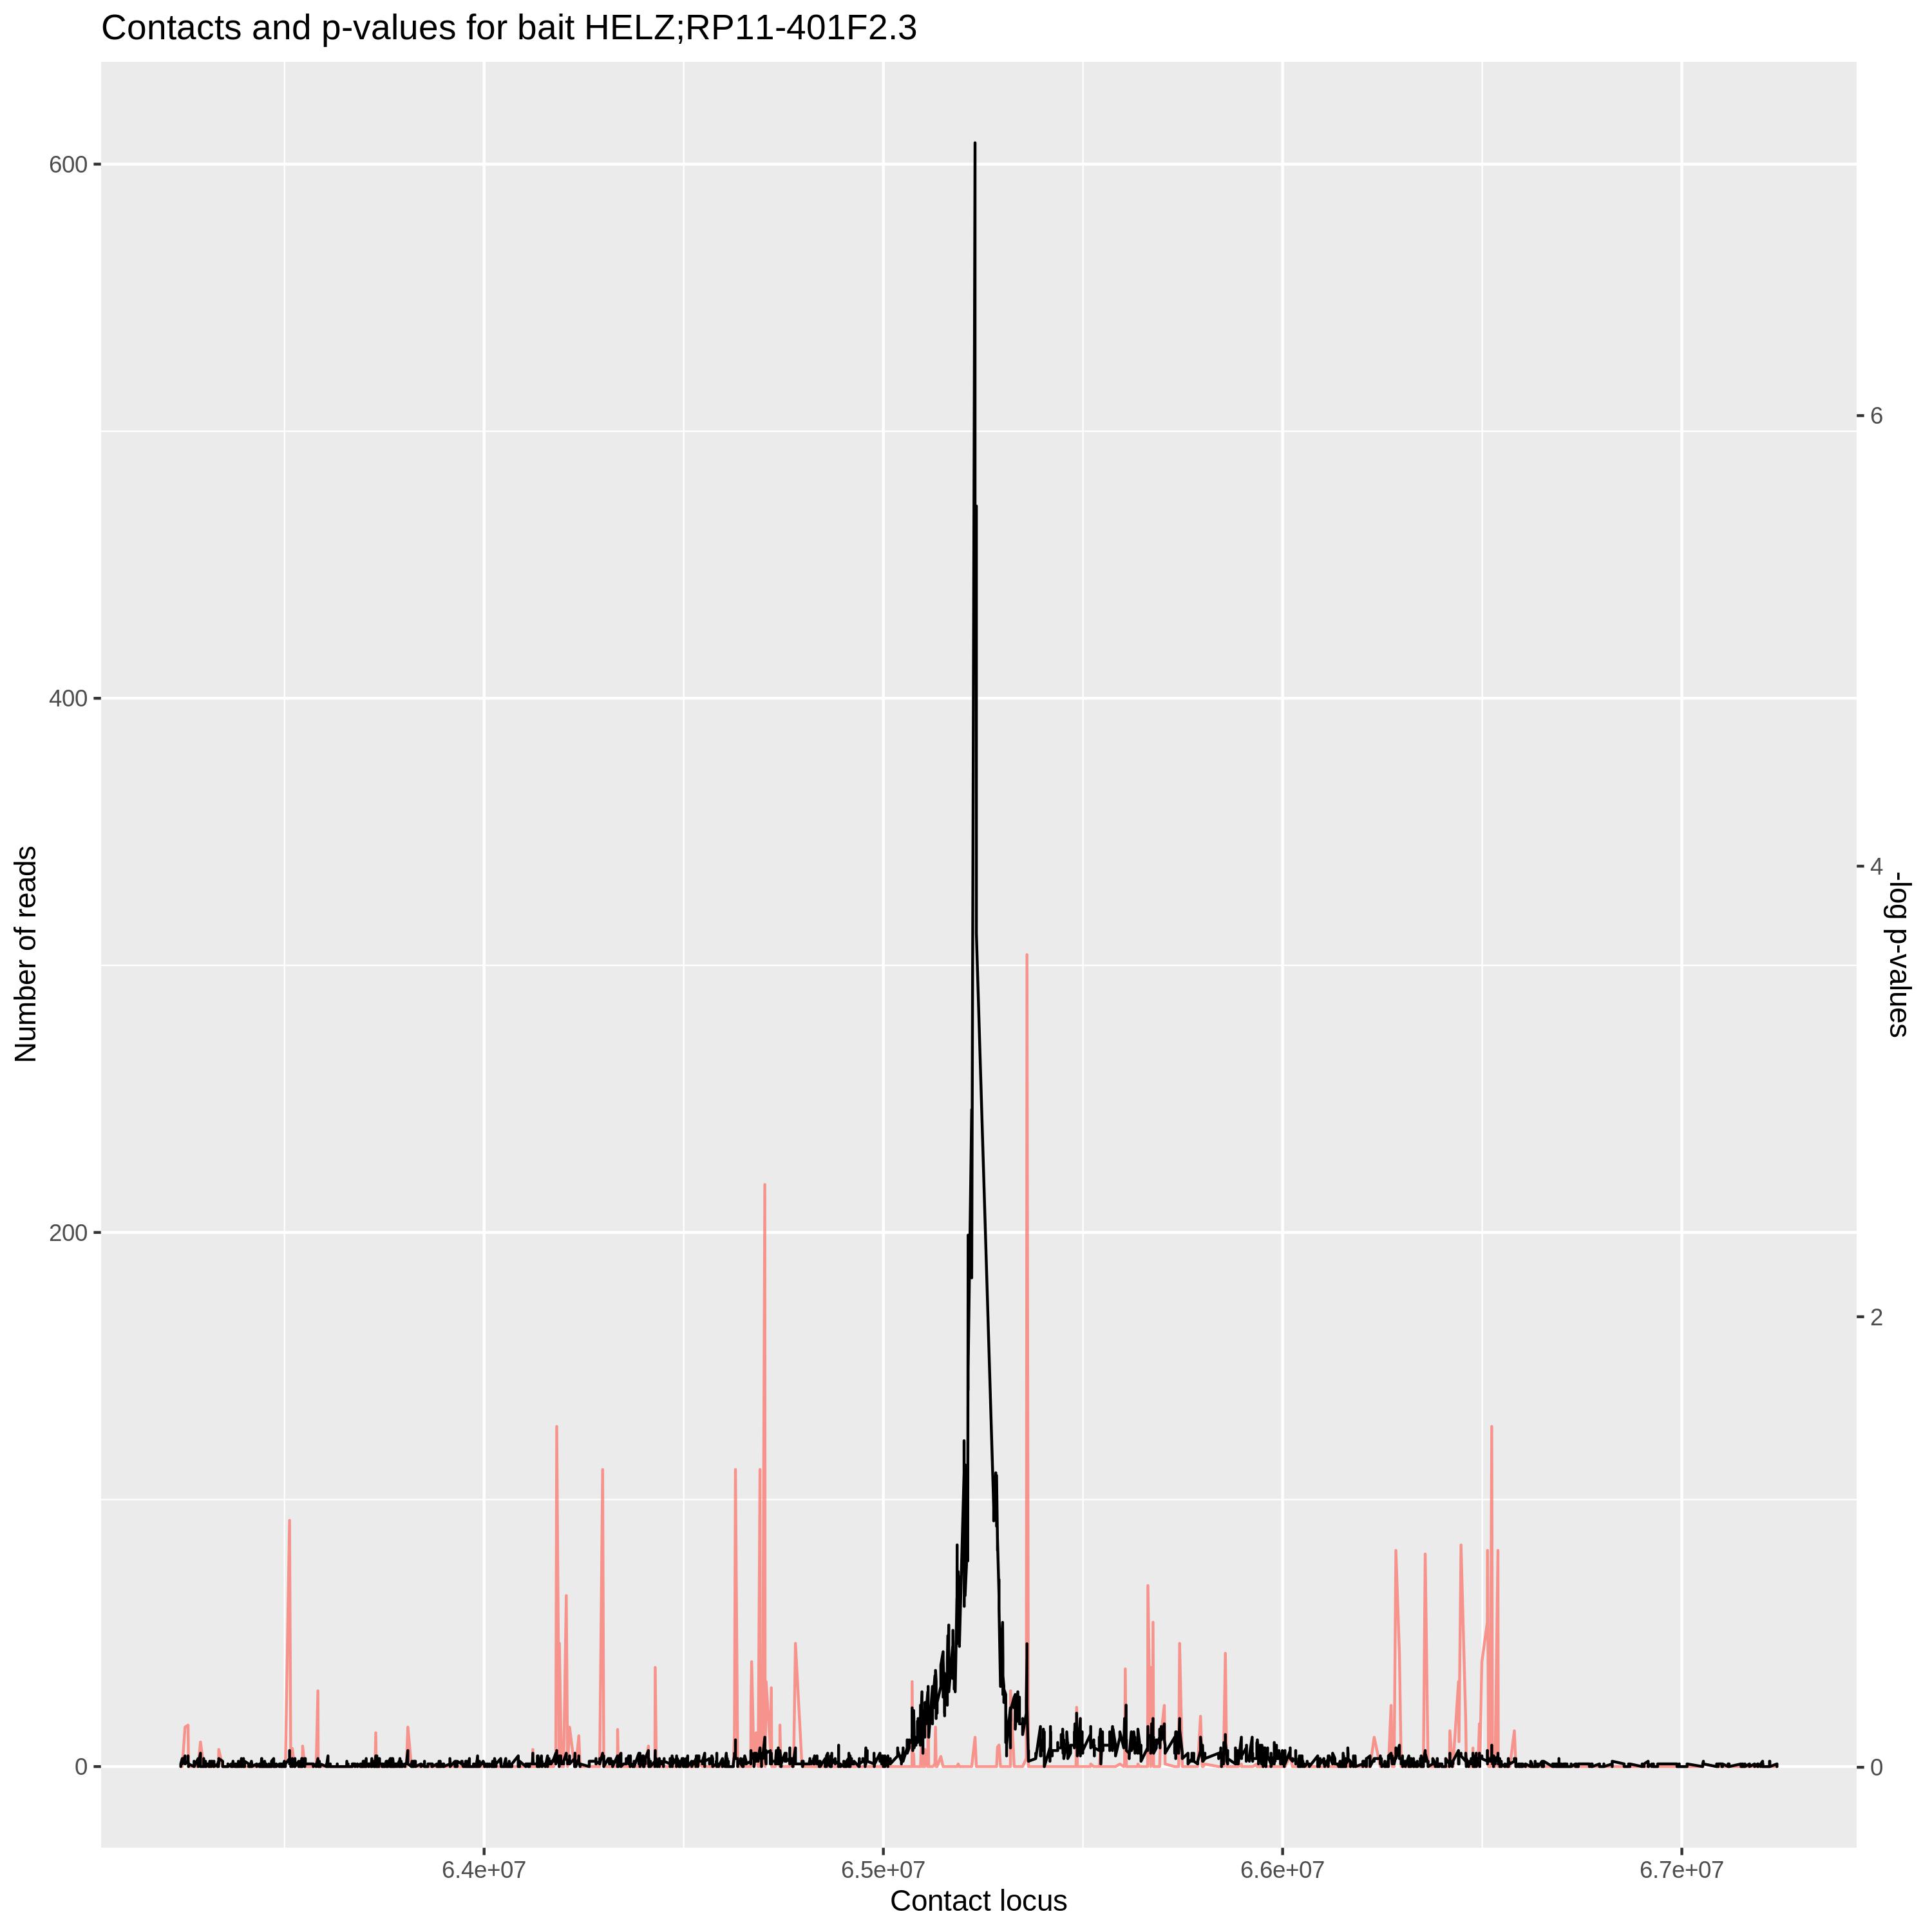 Contacts and p-values for bait HELZ;RP11-401F2.3
600
400
200
0
Number of reads
6
4
2
0
-log p-values
6.4e+07
6.5e+07
6.6e+07
6.7e+07
Contact locus